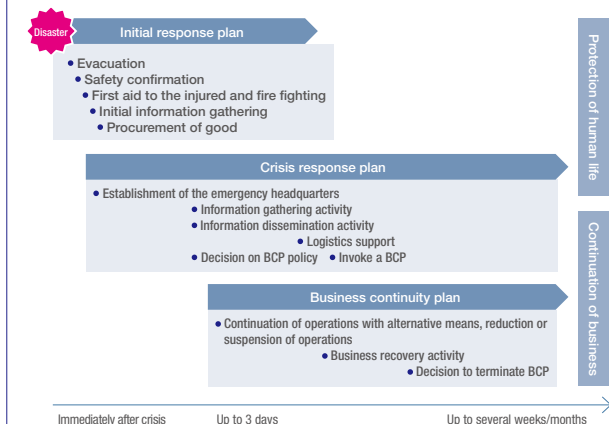 Disaster
Initial response plan
• Evacuation
• Safety confirmation
• First aid to the injured and fire fighting
• Initial information gathering
• Procurement of good
Crisis response plan
• Establishment of the emergency headquarters
• Information gathering activity
• Information dissemination activity
• Logistics support
• Decision on BCP policy • Invoke a BCP
Business continuity plan
• Continuation of operations with alternative means, reduction or
suspension of operations
• Business recovery activity
• Decision to terminate BCP
Protection of human life
Continuation of business
Immediately after crisis Up to 3 days Up to several weeks/months